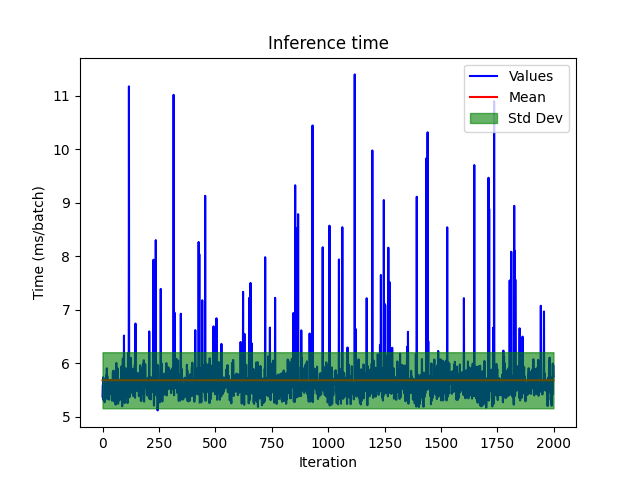 Inference time
Values
Mean
Std Dev
Time (ms/batch)
11
10
9
8
7
6
5
0 250 500 750 1000 1250 1500 1750 2000
Iteration